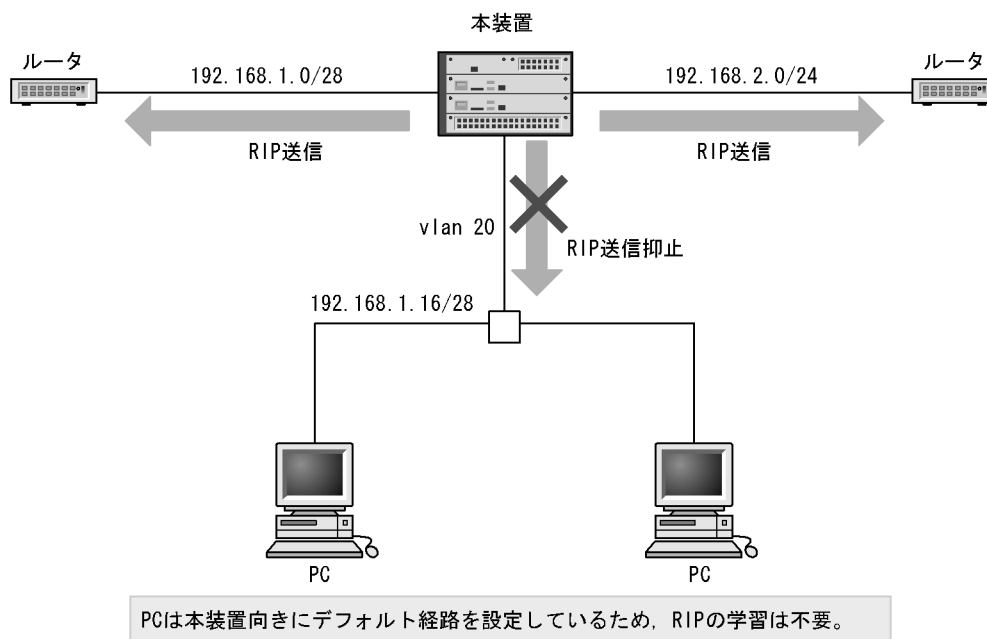 本装置
ルータ
192.168.1.0/28
192.168.2.0/24
ルータ
RIP送信
RIP送信
vlan 20
RIP送信抑止
192.168.1.16/28
PC
PC
PCは本装置向きにデフォルト経路を設定しているため，RIPの学習は不要。